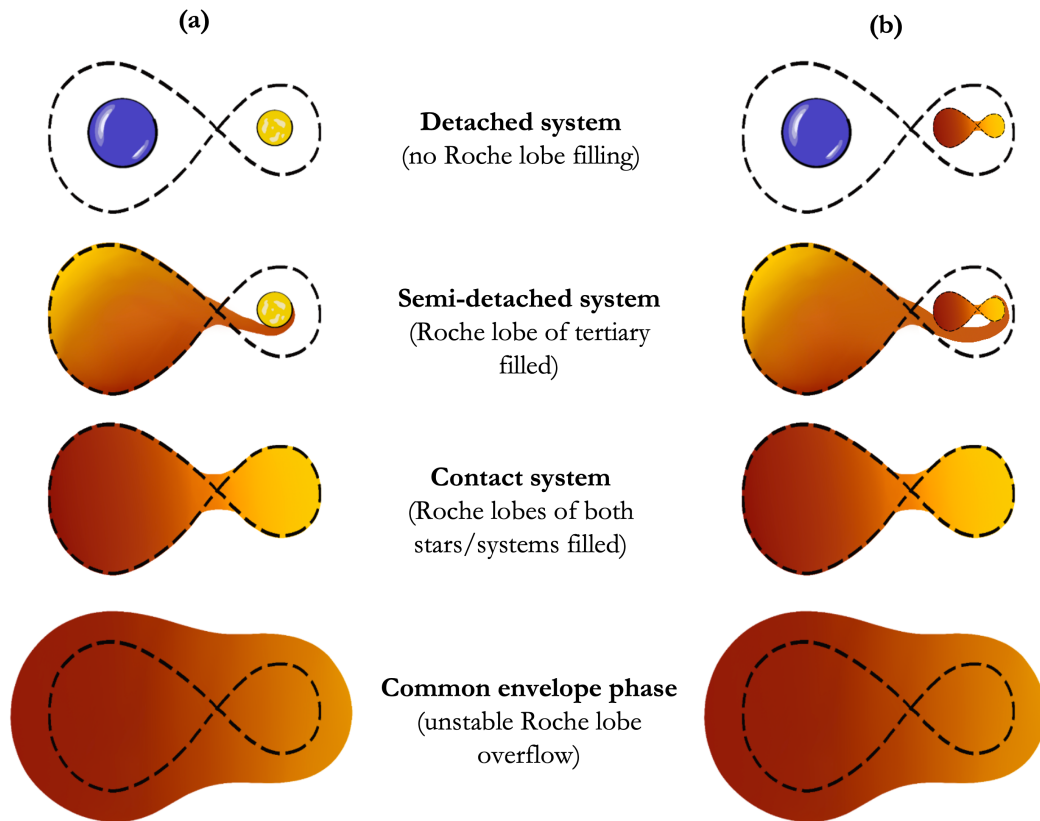 (a)
(b)
Detached system
(no Roche lobe filling)
Semi-detached system
(Roche lobe of tertiary
filled)
Contact system
(Roche lobes of both
stars/systems filled)
Common envelope phase
(unstable Roche lobe
overflow)